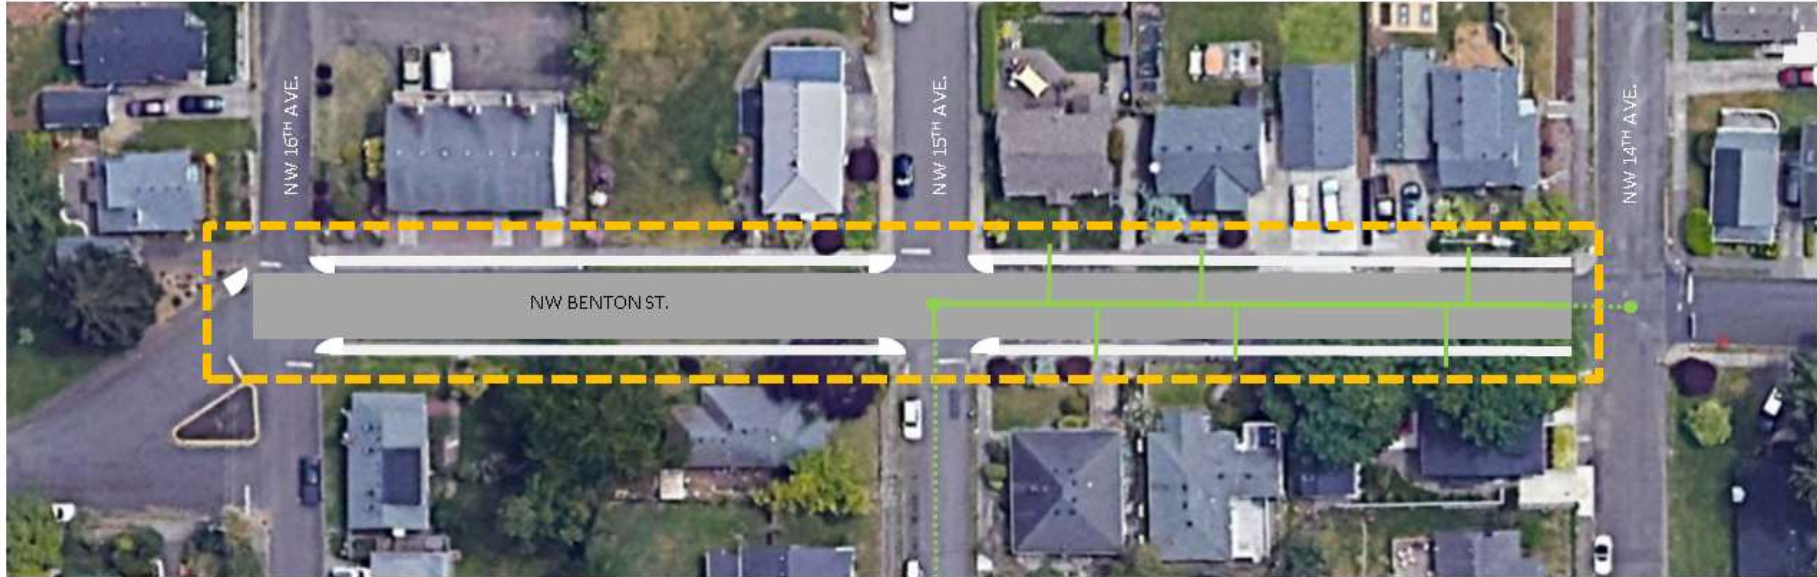 NW 16TH AVE.
NW 15TH AVE.
NW 14TH AVE.
NW BENTON ST.